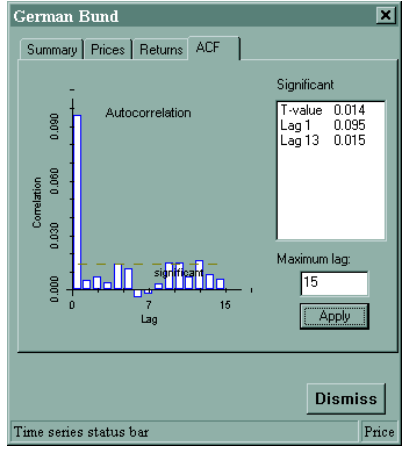 German Bund
Summary Prices Returns ACF
Autocorrelation
Correlation
0.090
0.060
0.030
0.000
significant
0 7 15
Lag
Significant
T-value 0.014
Lag 1 0.095
Lag 13 0.015
Maximum lag:
15
Apply
Dismiss
Time series status bar Price